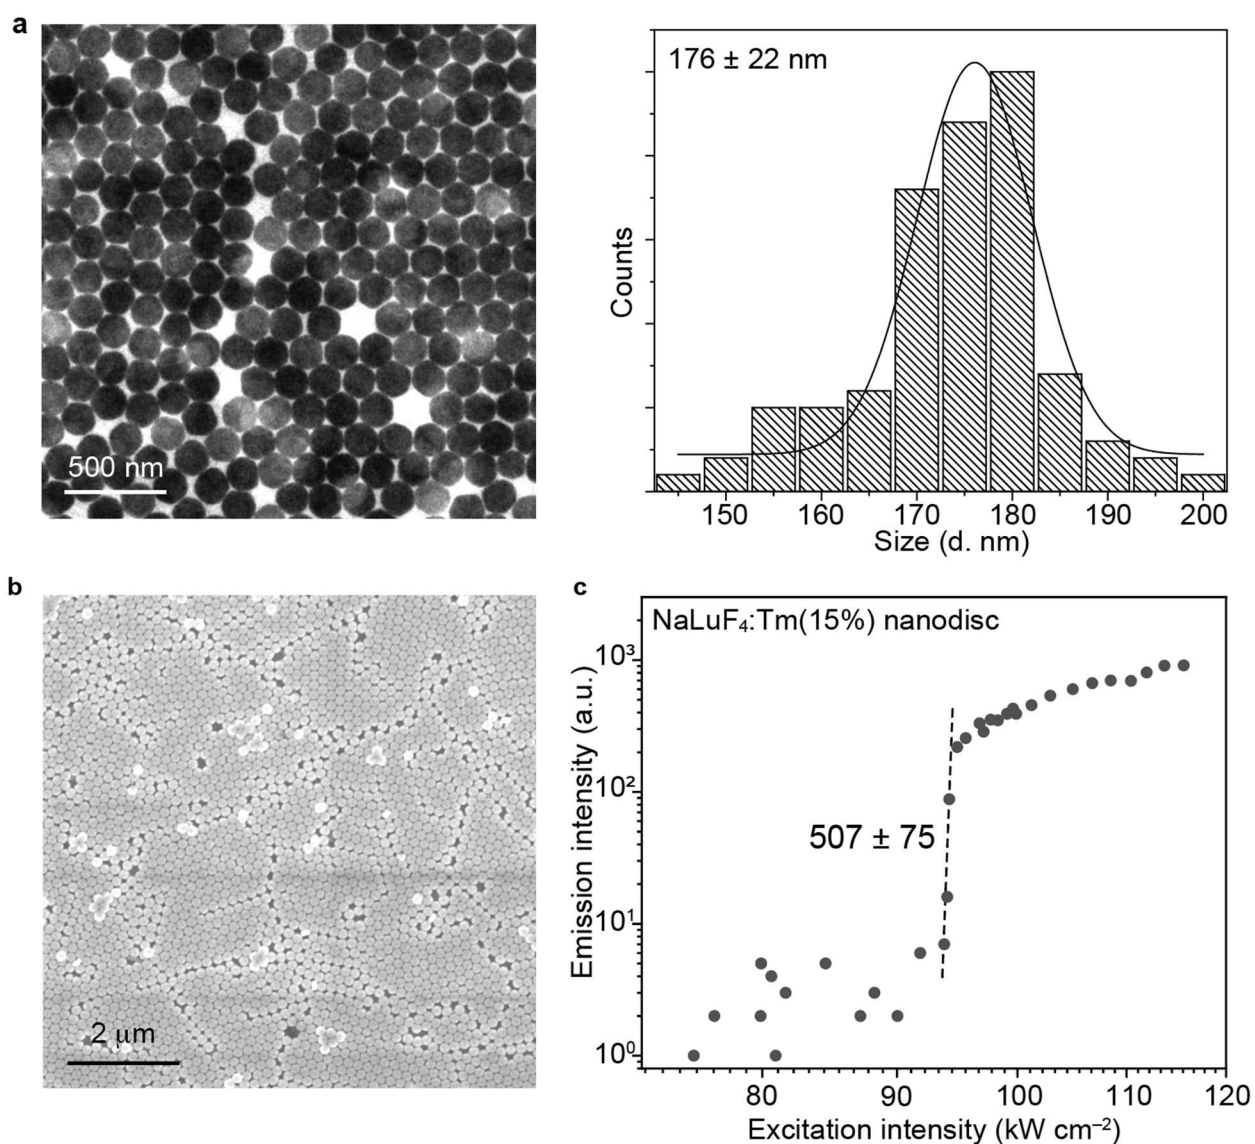 a
500 nm
176 ± 22 nm
Counts
150 160 170 180 190 200
Size (d. nm)
b
2 μm
c
NaLuF₄:Tm(15%) nanodisc
10³
10²
10¹
10⁰
507 ± 75
Emission intensity (a.u.)
80 90 100 110 120
Excitation intensity (kW cm⁻²)